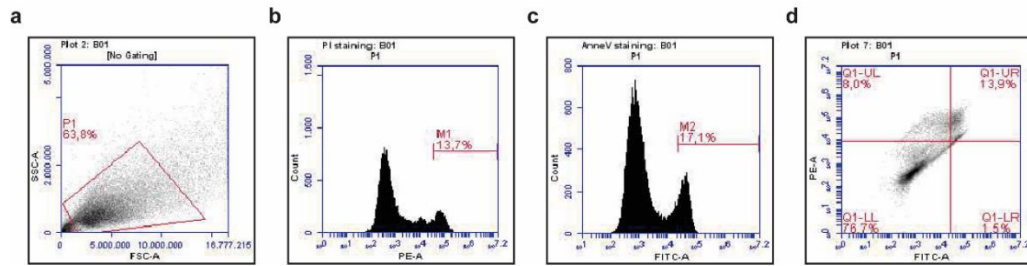 a
Plot 2: B01
[No Gating]
5.000.000
P1
63,8%
2.000.000
SSC-A
0
0
5.000.000
10.000.000
16.777.215
FSC-A
b
PI staining: B01
P1
1.500
1.000
500
0
Count
M1
13,7%
PE-A
c
AnneV staining: B01
P1
800
600
400
200
0
Count
M2
17,1%
FITC-A
d
Plot 7: B01
P1
Q1-UL
8,0%
Q1-UR
13,9%
PE-A
Q1-LL
76,7%
Q1-LR
1,5%
FITC-A